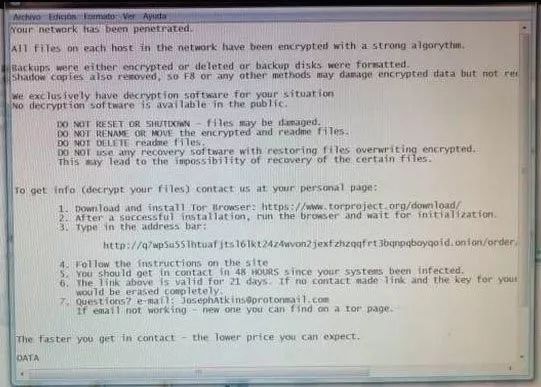 Archivo Edición Formato Ver Ayuda
Your network has been penetrated.
All files on each host in the network have been encrypted with a strong algorythm.
Backups were either encrypted or deleted or backup disks were formatted.
Shadow copies also removed, so F8 or any other methods may damage encrypted data but not
we exclusively have decryption software for your situation
No decryption software is available in the public.
DO NOT RESET OR SHUTDOWN - files may be damaged.
DO NOT RENAME OR MOVE the encrypted and readme files.
DO NOT DELETE readme files.
DO NOT use any recovery software with restoring files overwriting encrypted.
This may lead to the impossibility of recovery of the certain files.
To get info (decrypt your files) contact us at your personal page:
1. Download and install Tor Browser: https://www.torproject.org/download/
2. After a soccessful installation, run the browser and wait for initialization.
3. Type in the address bar:
4. Follow the instructions on the site
5. You should get in contact in 48 HOURS since your systems been infected.
6. The link above is valid for 21 days. If no contact made link and the key for your
would be erased completely.
7. Questions? e-mail: JosephAtkins@protonmail.com
If email not working - new one you can find on a tor page.
The faster you get in contact - the lower price you can expect.
DATA